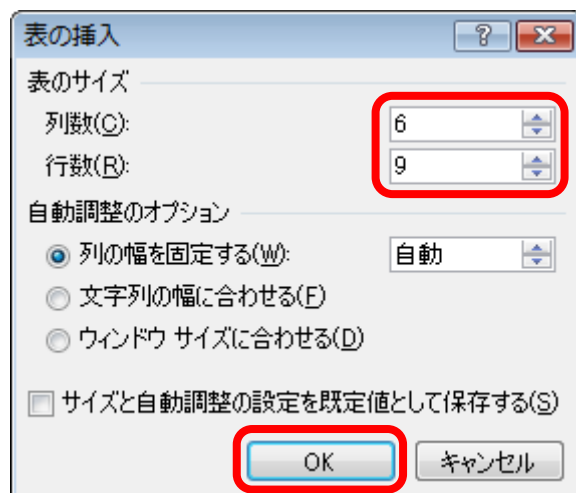 表の挿入
表のサイズ
列数(C): 6
行数(R): 9
自動調整のオプション
列の幅を固定する(W): 自動
文字列の幅に合わせる(F)
ウィンドウ サイズに合わせる(D)
サイズと自動調整の設定を既定値として保存する(S)
OK キャンセル